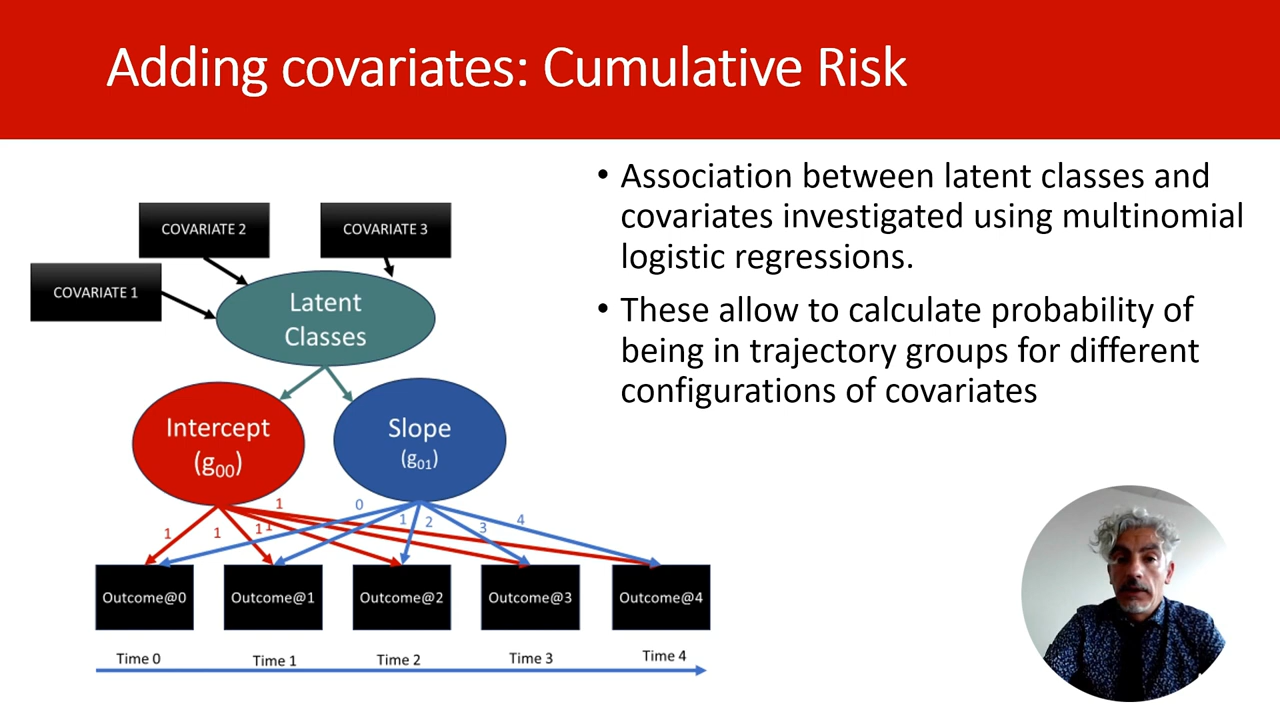 Adding covariates: Cumulative Risk
• Association between latent classes and
covariates investigated using multinomial
logistic regressions.
• These allow to calculate probability of
being in trajectory groups for different
configurations of covariates
COVARIATE 2
COVARIATE 3
COVARIATE 1
Latent
Classes
Intercept
(g00)
Slope
(g01)
1
1
1
1
1
0
1
2
3
4
Outcome@0
Outcome@1
Outcome@2
Outcome@3
Outcome@4
Time 0
Time 1
Time 2
Time 3
Time 4